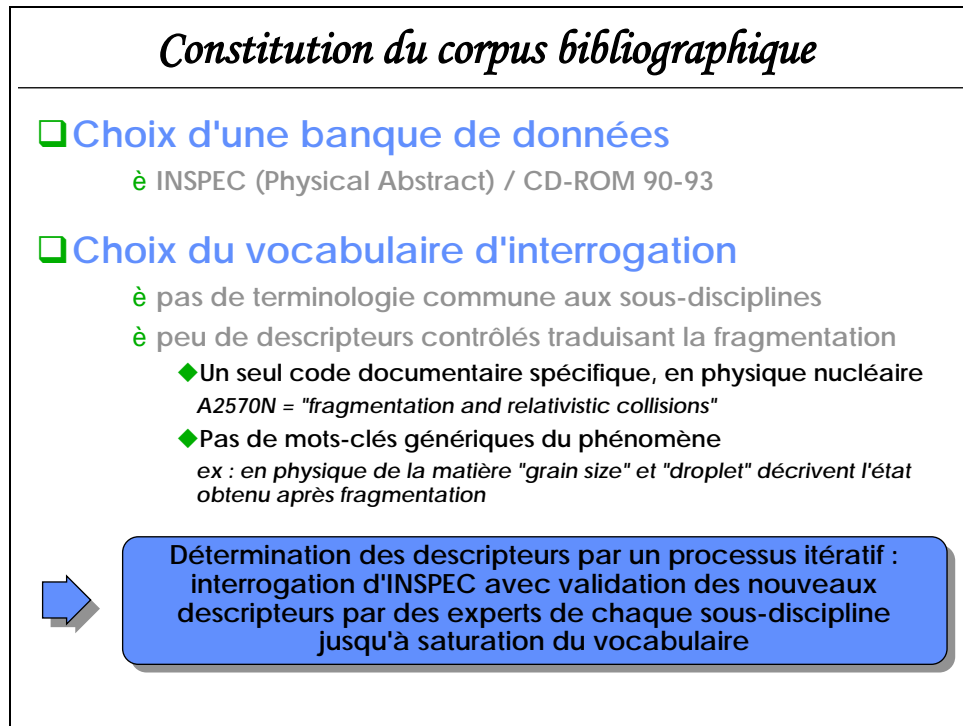 Constitution du corpus bibliographique
Choix d'une banque de données
è INSPEC (Physical Abstract) / CD-ROM 90-93
Choix du vocabulaire d'interrogation
è pas de terminologie commune aux sous-disciplines
è peu de descripteurs contrôlés traduisant la fragmentation
Un seul code documentaire spécifique, en physique nucléaire
A2570N = "fragmentation and relativistic collisions"
Pas de mots-clés génériques du phénomène
ex : en physique de la matière "grain size" et "droplet" décrivent l'état
obtenu après fragmentation
Détermination des descripteurs par un processus itératif :
interrogation d'INSPEC avec validation des nouveaux
descripteurs par des experts de chaque sous-discipline
jusqu'à saturation du vocabulaire